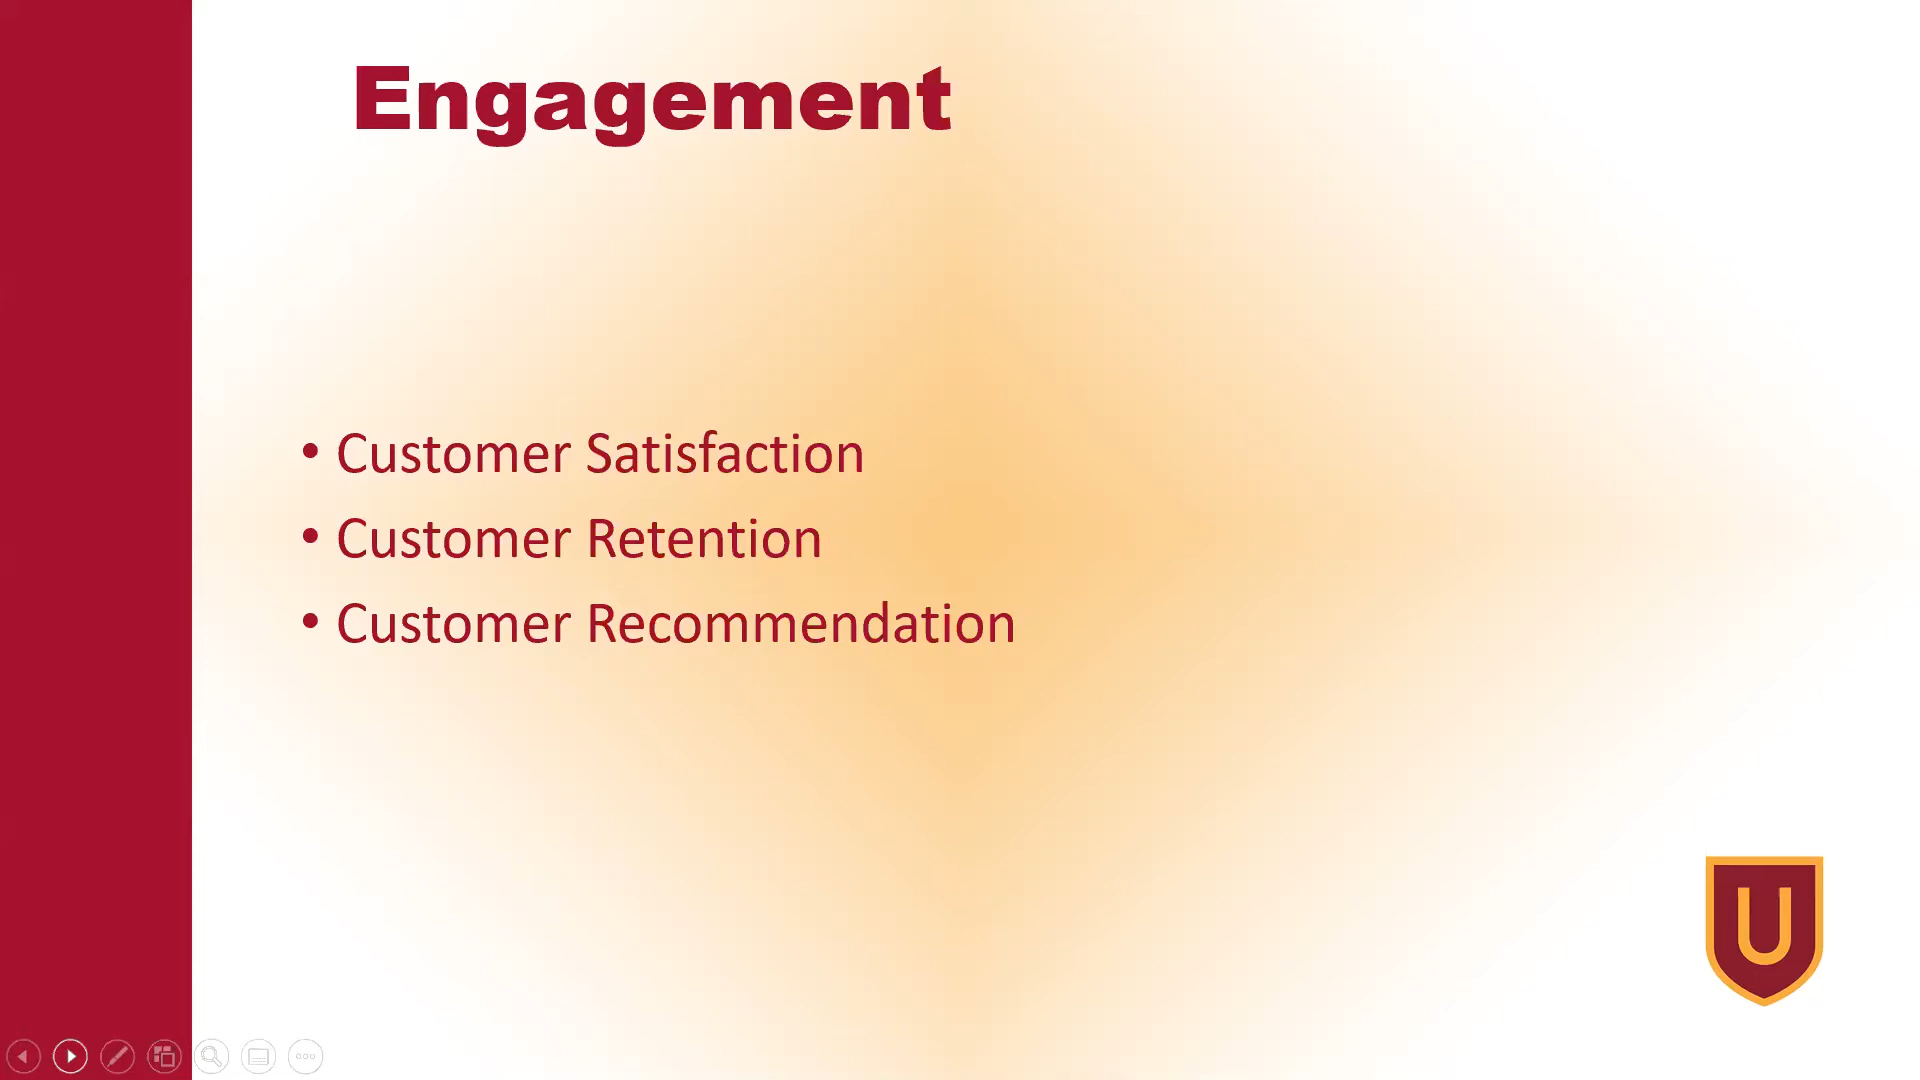 Engagement
• Customer Satisfaction
• Customer Retention
• Customer Recommendation
U